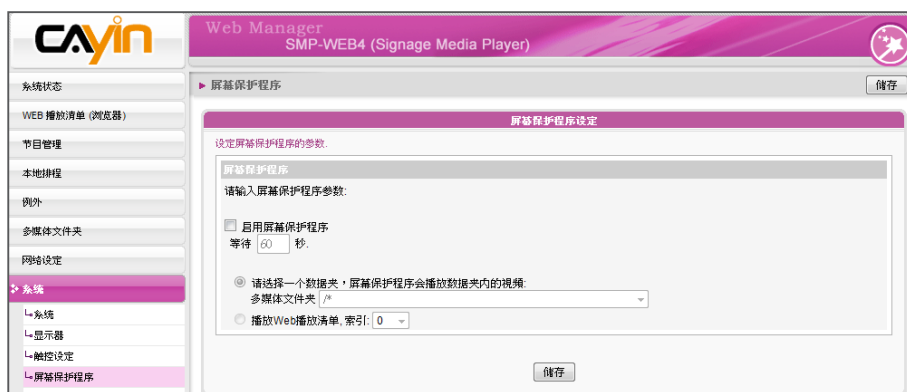 CAYIN
Web Manager
SMP-WEB4 (Signage Media Player)
系统状态
WEB 播放清单 (浏览器)
节目管理
本地排程
例外
多媒体文件夹
网络设定
系统
系统
显示器
触控设定
屏幕保护程序
屏幕保护程序
储存
屏幕保护程序设定
设定屏幕保护程序的参数.
屏幕保护程序
请输入屏幕保护程序参数:
启用屏幕保护程序
等待 60 秒.
请选择一个数据夹，屏幕保护程序会播放数据夹内的视频:
多媒体文件夹 /*
播放Web播放清单, 索引: 0
储存